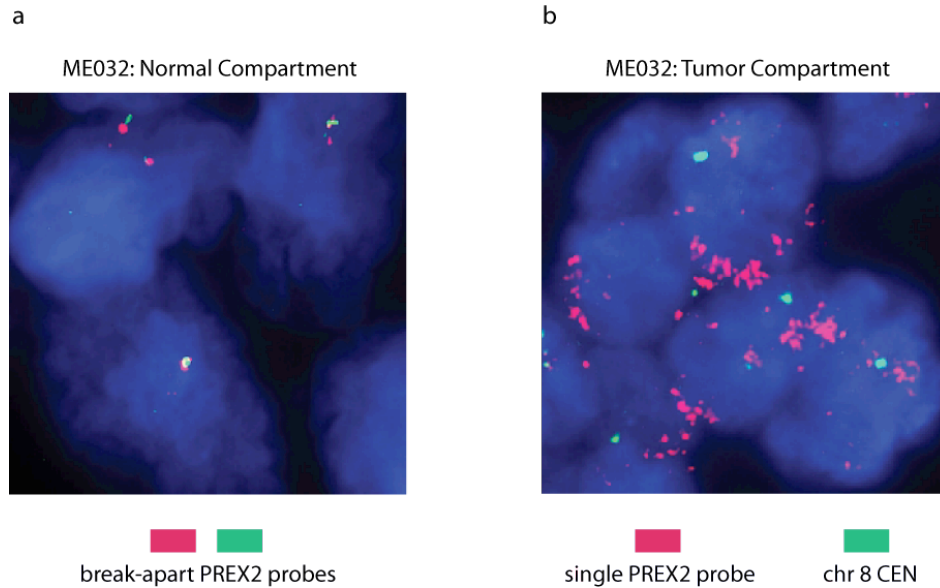 a
b
ME032: Normal Compartment
ME032: Tumor Compartment
break-apart PREX2 probes
single PREX2 probe
chr 8 CEN